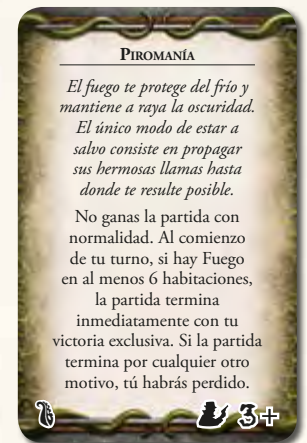 PIROMANÍA
El fuego te protege del frío y
mantiene a raya la oscuridad.
El único modo de estar a
salvo consiste en propagar
sus hermosas llamas hasta
donde te resulte posible.
No ganas la partida con
normalidad. Al comienzo
de tu turno, si hay Fuego
en al menos 6 habitaciones,
la partida termina
inmediatamente con tu
victoria exclusiva. Si la partida
termina por cualquier otro
motivo, tú habrás perdido.
3+